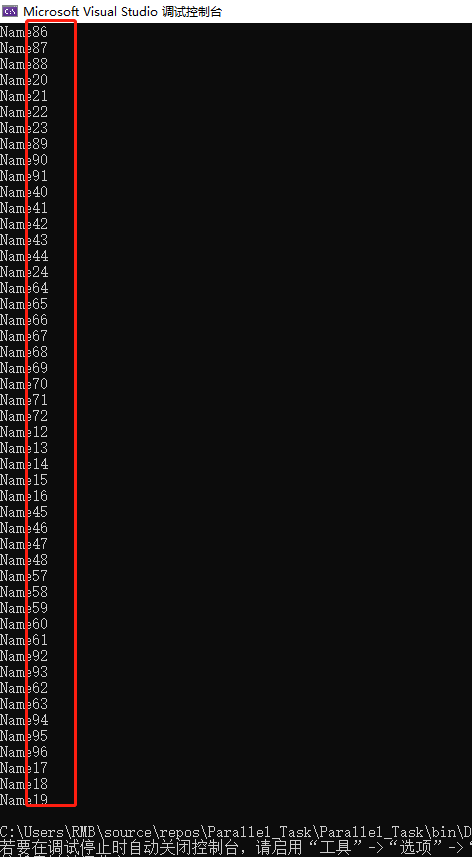 Microsoft Visual Studio 调试控制台
Name86
Name87
Name88
Name20
Name21
Name22
Name23
Name89
Name90
Name91
Name40
Name41
Name42
Name43
Name44
Name24
Name64
Name65
Name66
Name67
Name68
Name69
Name70
Name71
Name72
Name12
Name13
Name14
Name15
Name16
Name45
Name46
Name47
Name48
Name57
Name58
Name59
Name60
Name61
Name92
Name93
Name62
Name63
Name94
Name95
Name96
Name17
Name18
Name19
C:\Users\RMB\source\repos\Parallel_Task\Parallel_Task\bin\D
若要在调试停止时自动关闭控制台，请启用“工具”->“选项”->